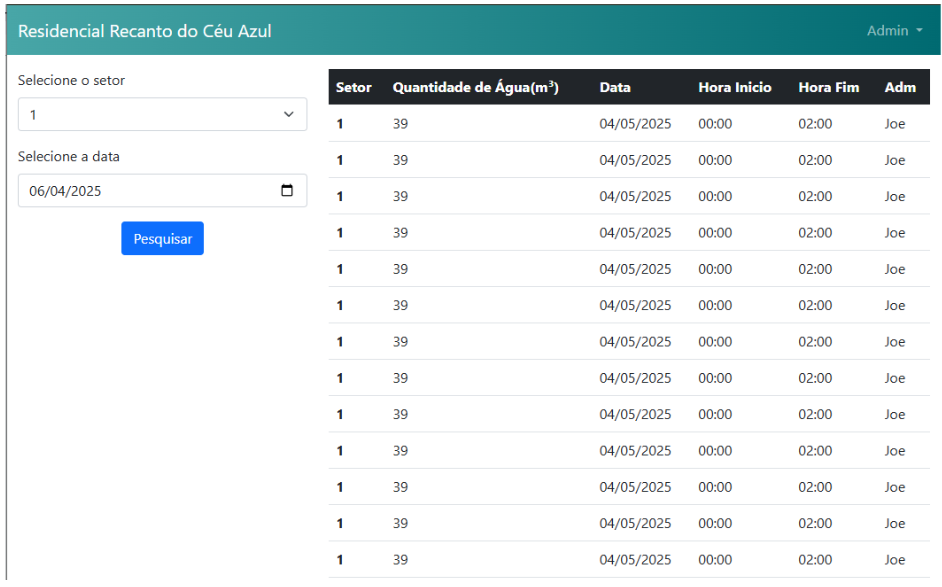 Residencial Recanto do Céu Azul
Admin
Selecione o setor
1
Selecione a data
06/04/2025
Pesquisar
Setor Quantidade de Água(m³) Data Hora Inicio Hora Fim Adm
1 39 04/05/2025 00:00 02:00 Joe
1 39 04/05/2025 00:00 02:00 Joe
1 39 04/05/2025 00:00 02:00 Joe
1 39 04/05/2025 00:00 02:00 Joe
1 39 04/05/2025 00:00 02:00 Joe
1 39 04/05/2025 00:00 02:00 Joe
1 39 04/05/2025 00:00 02:00 Joe
1 39 04/05/2025 00:00 02:00 Joe
1 39 04/05/2025 00:00 02:00 Joe
1 39 04/05/2025 00:00 02:00 Joe
1 39 04/05/2025 00:00 02:00 Joe
1 39 04/05/2025 00:00 02:00 Joe
1 39 04/05/2025 00:00 02:00 Joe